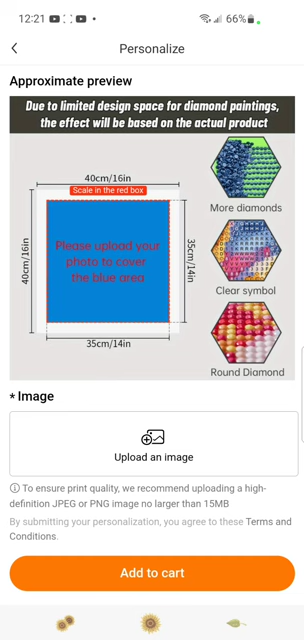 12:21
66%
Personalize
Approximate preview
Due to limited design space for diamond paintings,
the effect will be based on the actual product
40cm/16in
Scale in the red box
More diamonds
40cm/16in
Please upload your
photo to cover
the blue area
35cm/14in
Clear symbol
35cm/14in
Round Diamond
* Image
Upload an image
ⓘ To ensure print quality, we recommend uploading a high-
definition JPEG or PNG image no larger than 15MB
By submitting your personalization, you agree to these Terms and
Conditions.
Add to cart